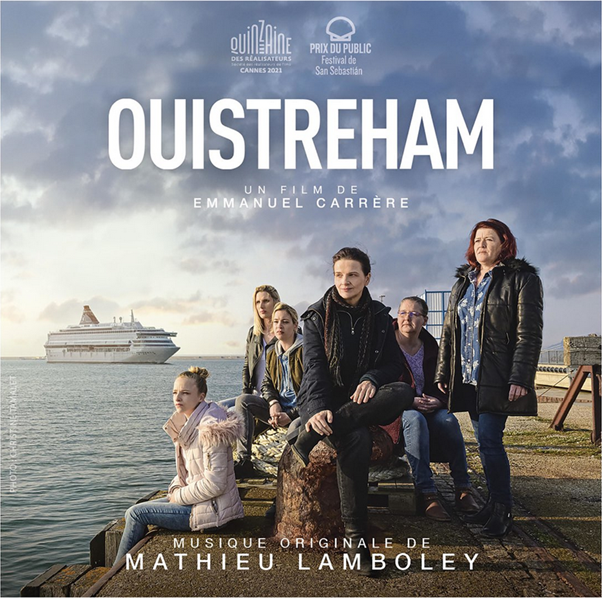 QUINZAINE
DES RÉALISATEURS
CANNES 2021
PRIX DU PUBLIC
Festival de
San Sebastián
OUISTREHAM
UN FILM DE
EMMANUEL CARRÈRE
MUSIQUE ORIGINALE DE
MATHIEU LAMBOLEY